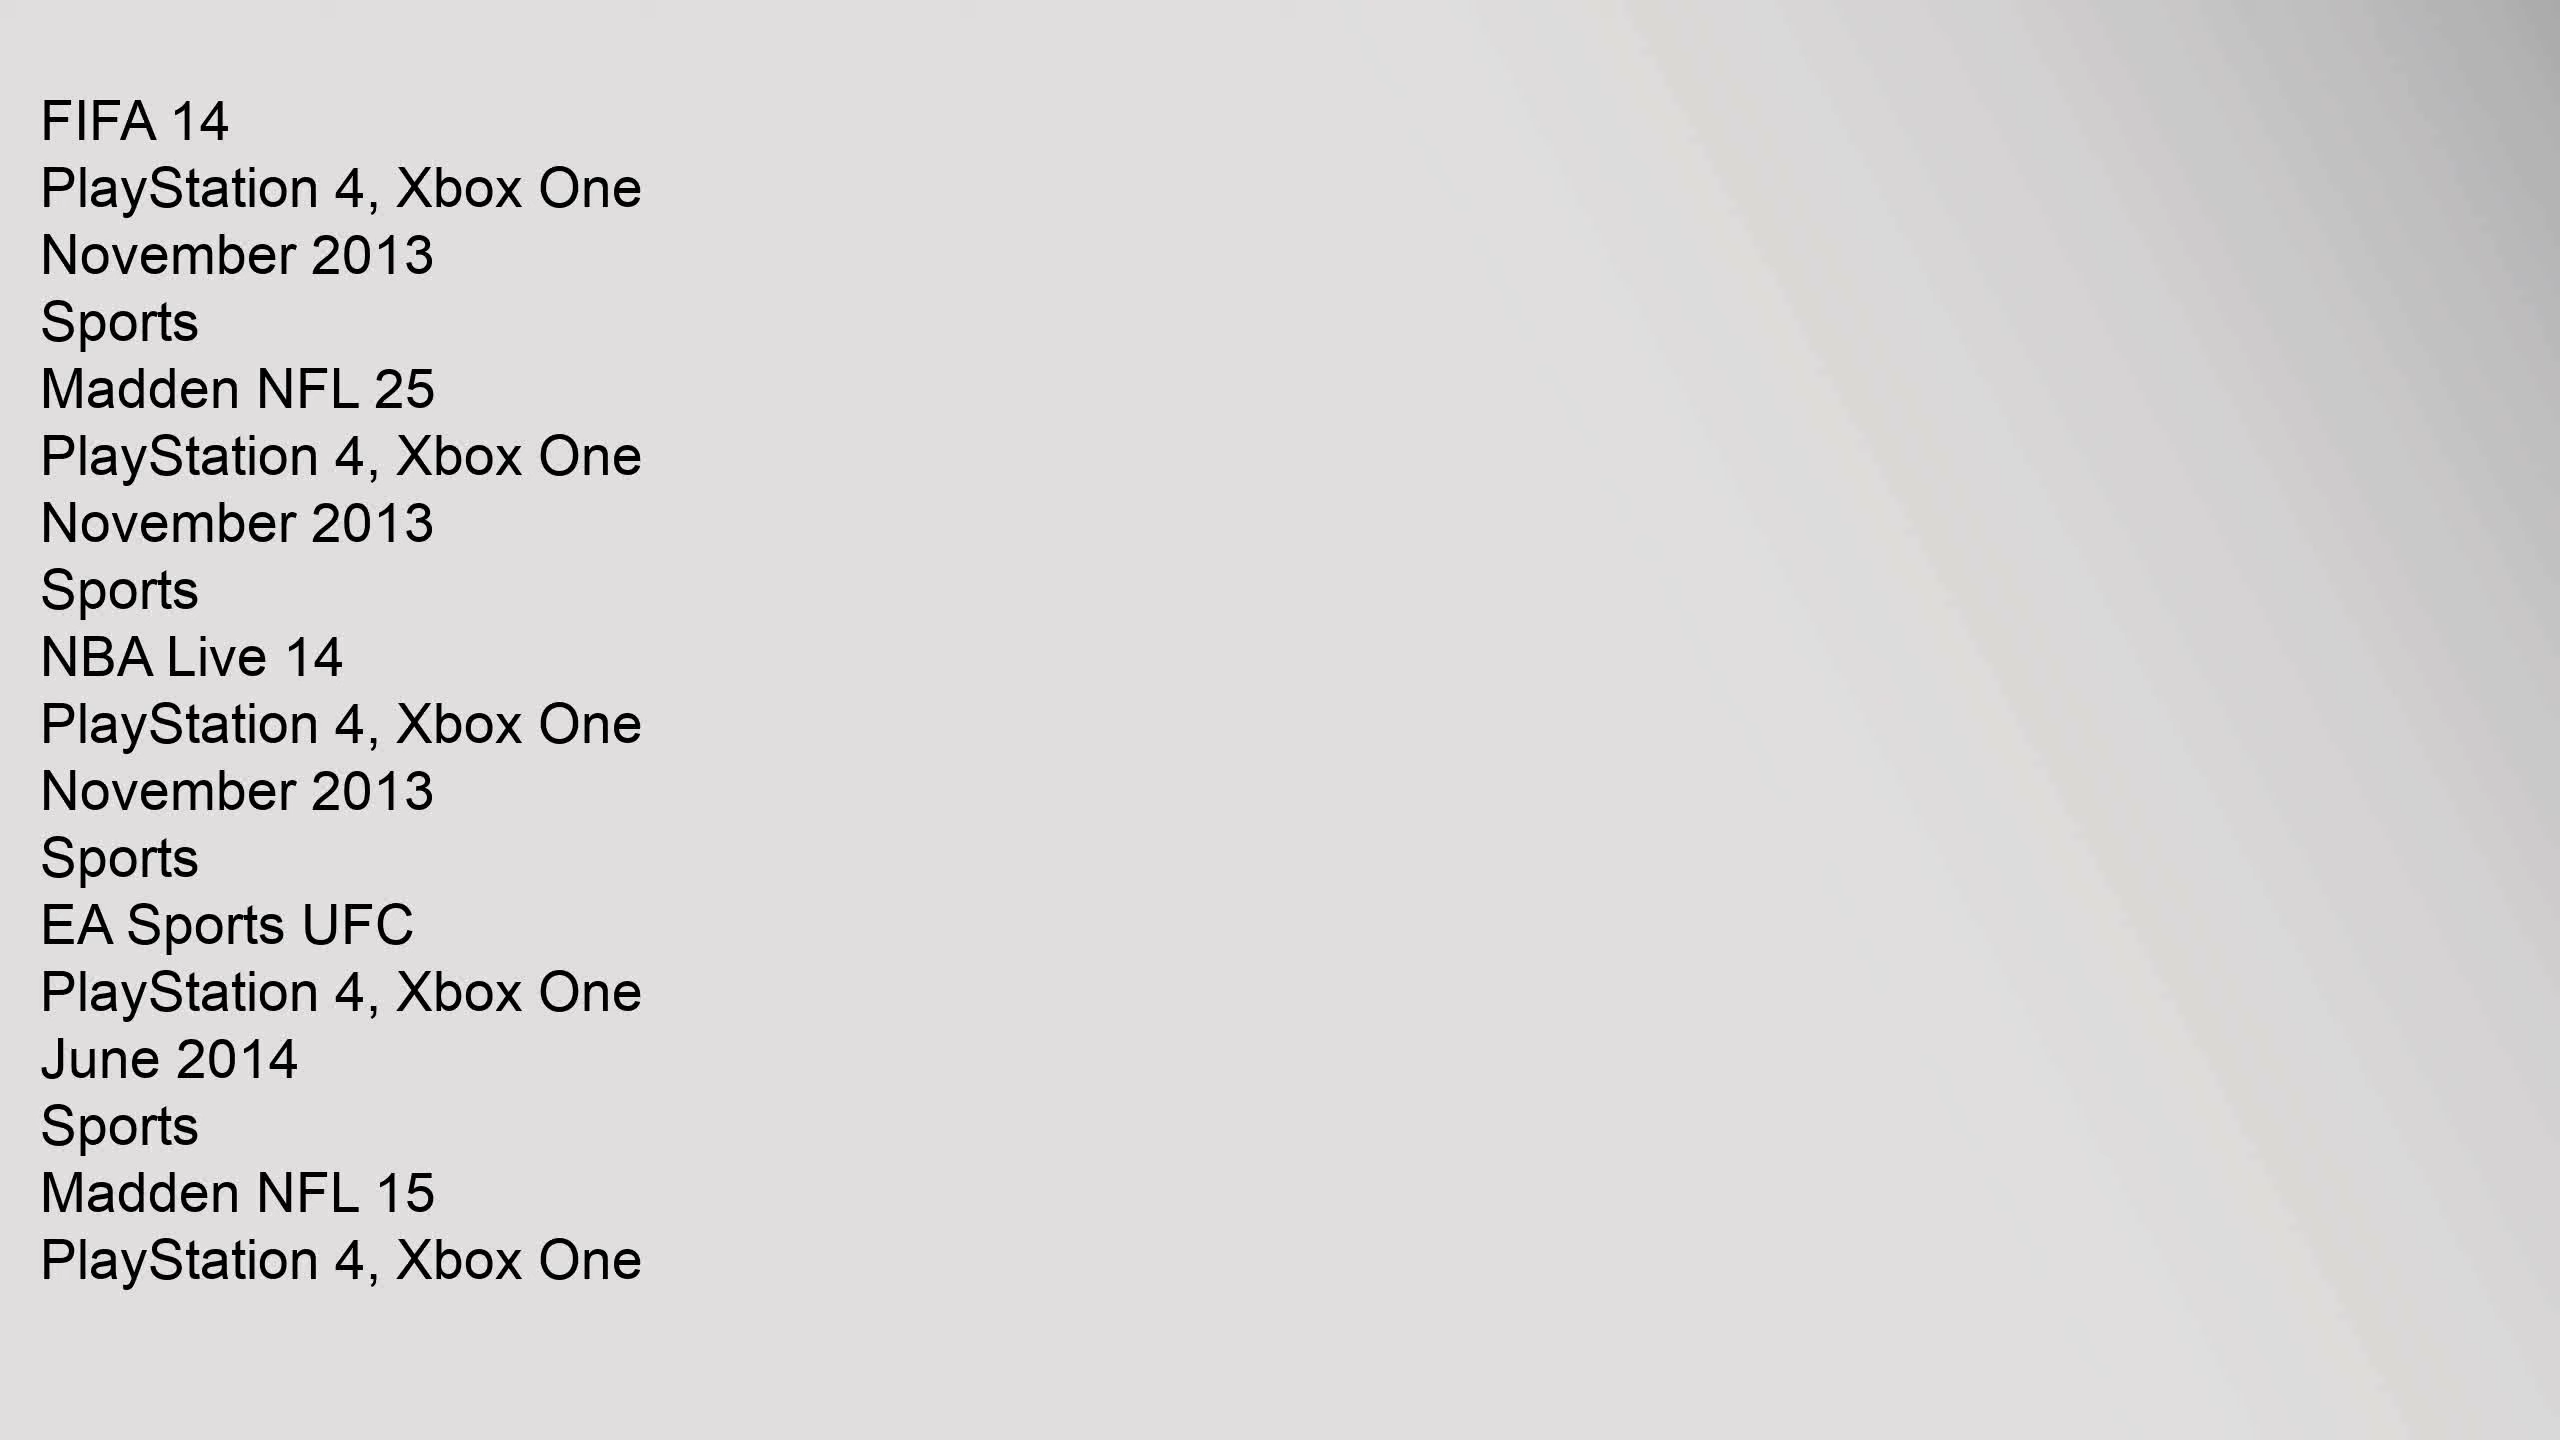 FIFA 14
PlayStation 4, Xbox One
November 2013
Sports
Madden NFL 25
PlayStation 4, Xbox One
November 2013
Sports
NBA Live 14
PlayStation 4, Xbox One
November 2013
Sports
EA Sports UFC
PlayStation 4, Xbox One
June 2014
Sports
Madden NFL 15
PlayStation 4, Xbox One